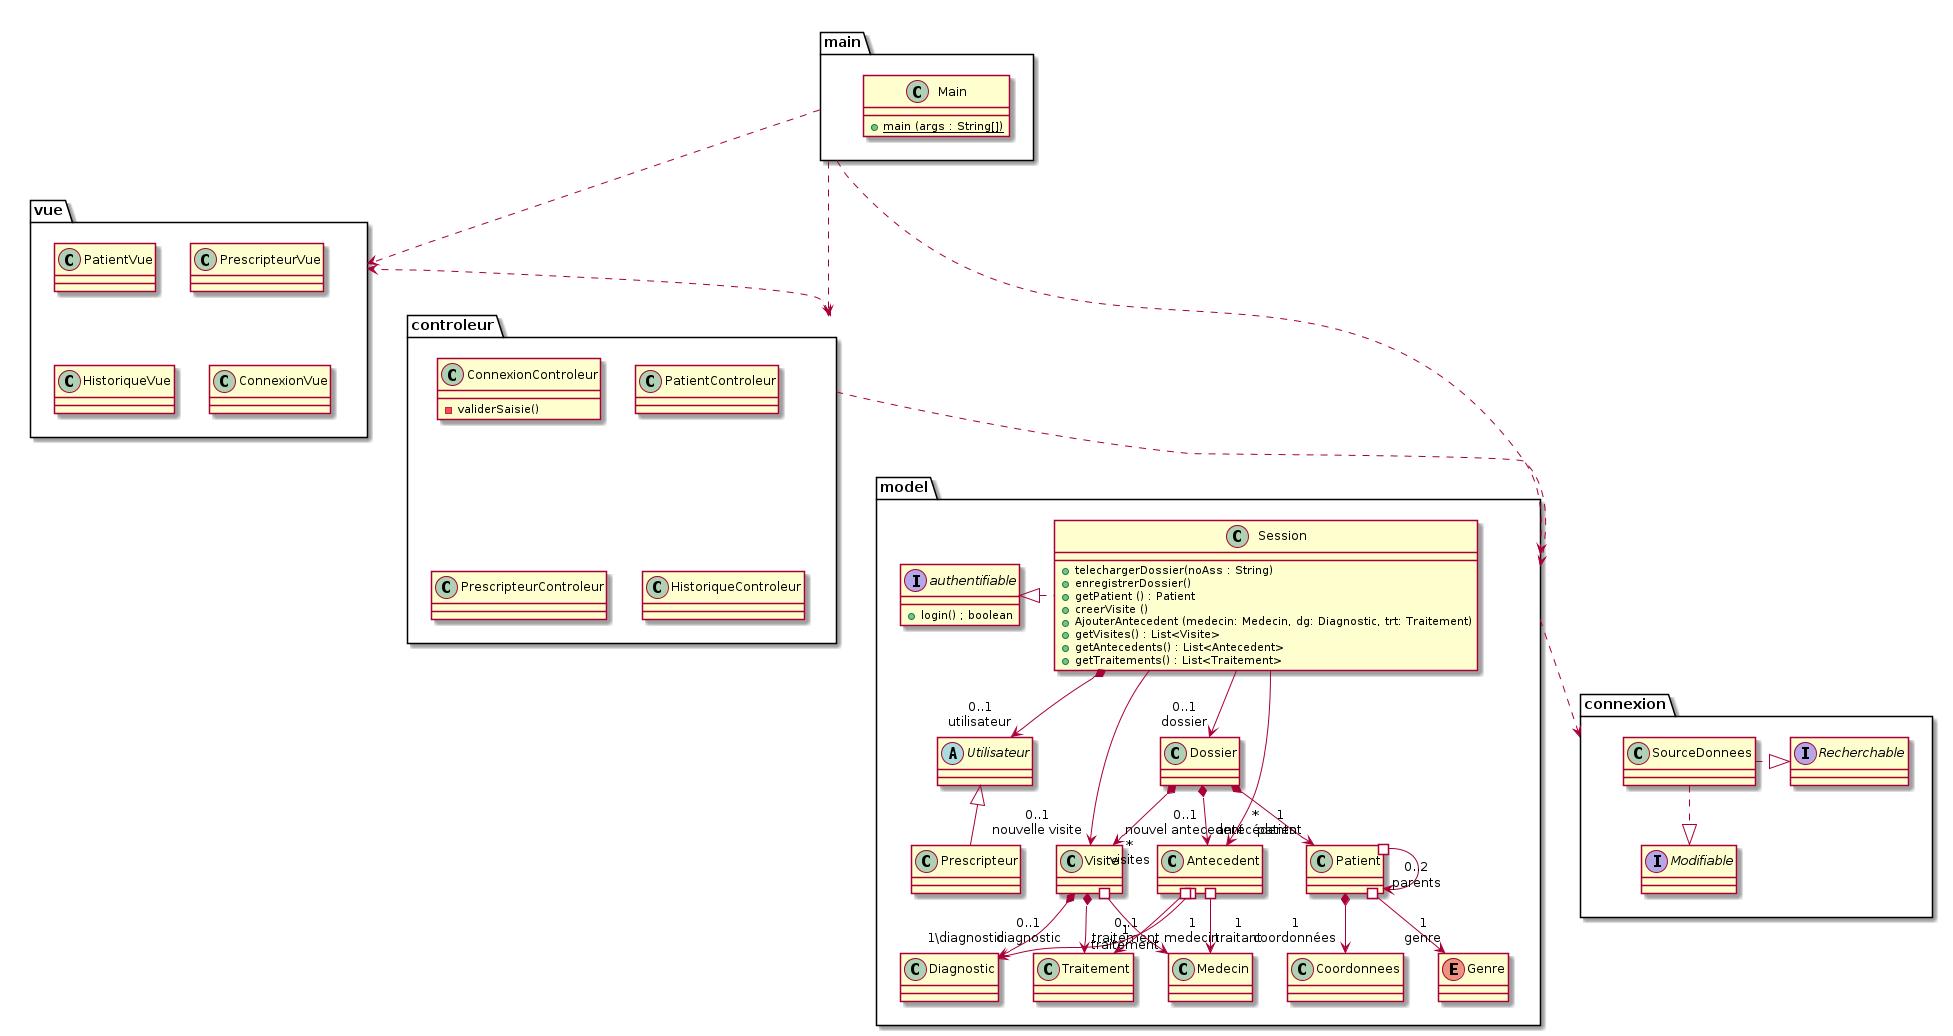 main
C Main
main (args : String[])
vue
C PatientVue
C PrescripteurVue
C HistoriqueVue
C ConnexionVue
controleur
C ConnexionControleur
validerSaisie()
C PatientControleur
C PrescripteurControleur
C HistoriqueControleur
model
C Session
telechargerDossier(noAss : String)
enregistrerDossier()
getPatient () : Patient
creerVisite ()
AjouterAntecedent (medecin: Medecin, dg: Diagnostic, trt: Traitement)
getVisites() : List<Visite>
getAntecedents() : List<Antecedent>
getTraitements() : List<Traitement>
I authentifiable
login() ; boolean
0..1
utilisateur
0..1
dossier
A Utilisateur
C Dossier
connexion
C SourceDonnees
I Recherchable
I Modifiable
0..1
nouvelle visite
0..1
nouvel antecedent
*
antécédents
1
patient
*
visites
C Prescripteur
C Visite
C Antecedent
C Patient
0..2
parents
1\diagnostic
0..1
diagnostic
0..1
traitement
1
traitement
1
medecin
1
traitant
1
coordonnées
1
genre
C Diagnostic
C Traitement
C Medecin
C Coordonnees
E Genre